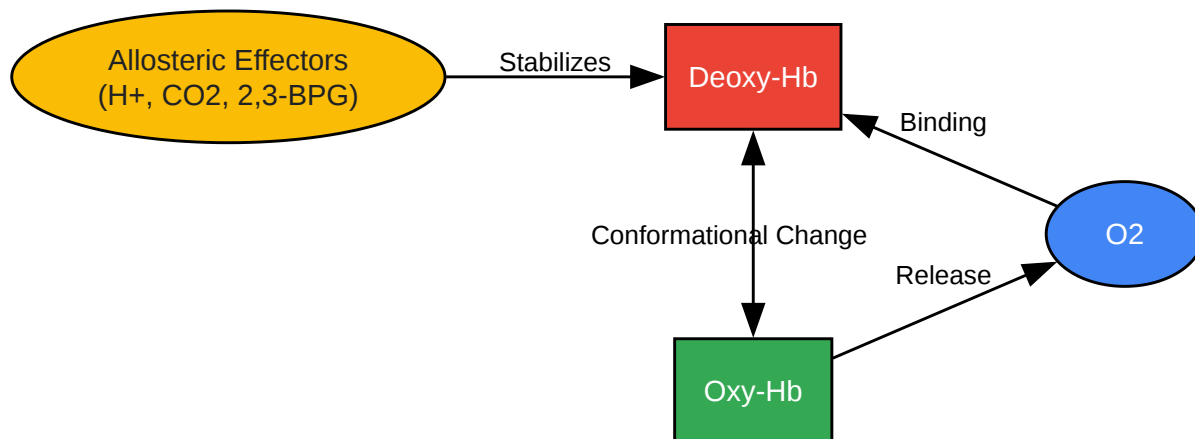 Allosteric Effectors
(H+, CO2, 2,3-BPG)
Stabilizes
Deoxy-Hb
Binding
Conformational Change
O2
Release
Oxy-Hb